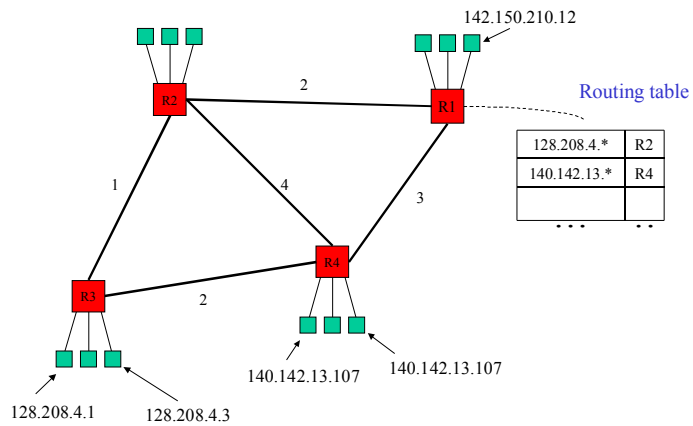 142.150.210.12
2
R2
R1
Routing table
128.208.4.* R2
140.142.13.* R4
. . . . .
1
4
3
R4
R3
2
140.142.13.107
140.142.13.107
128.208.4.1
128.208.4.3